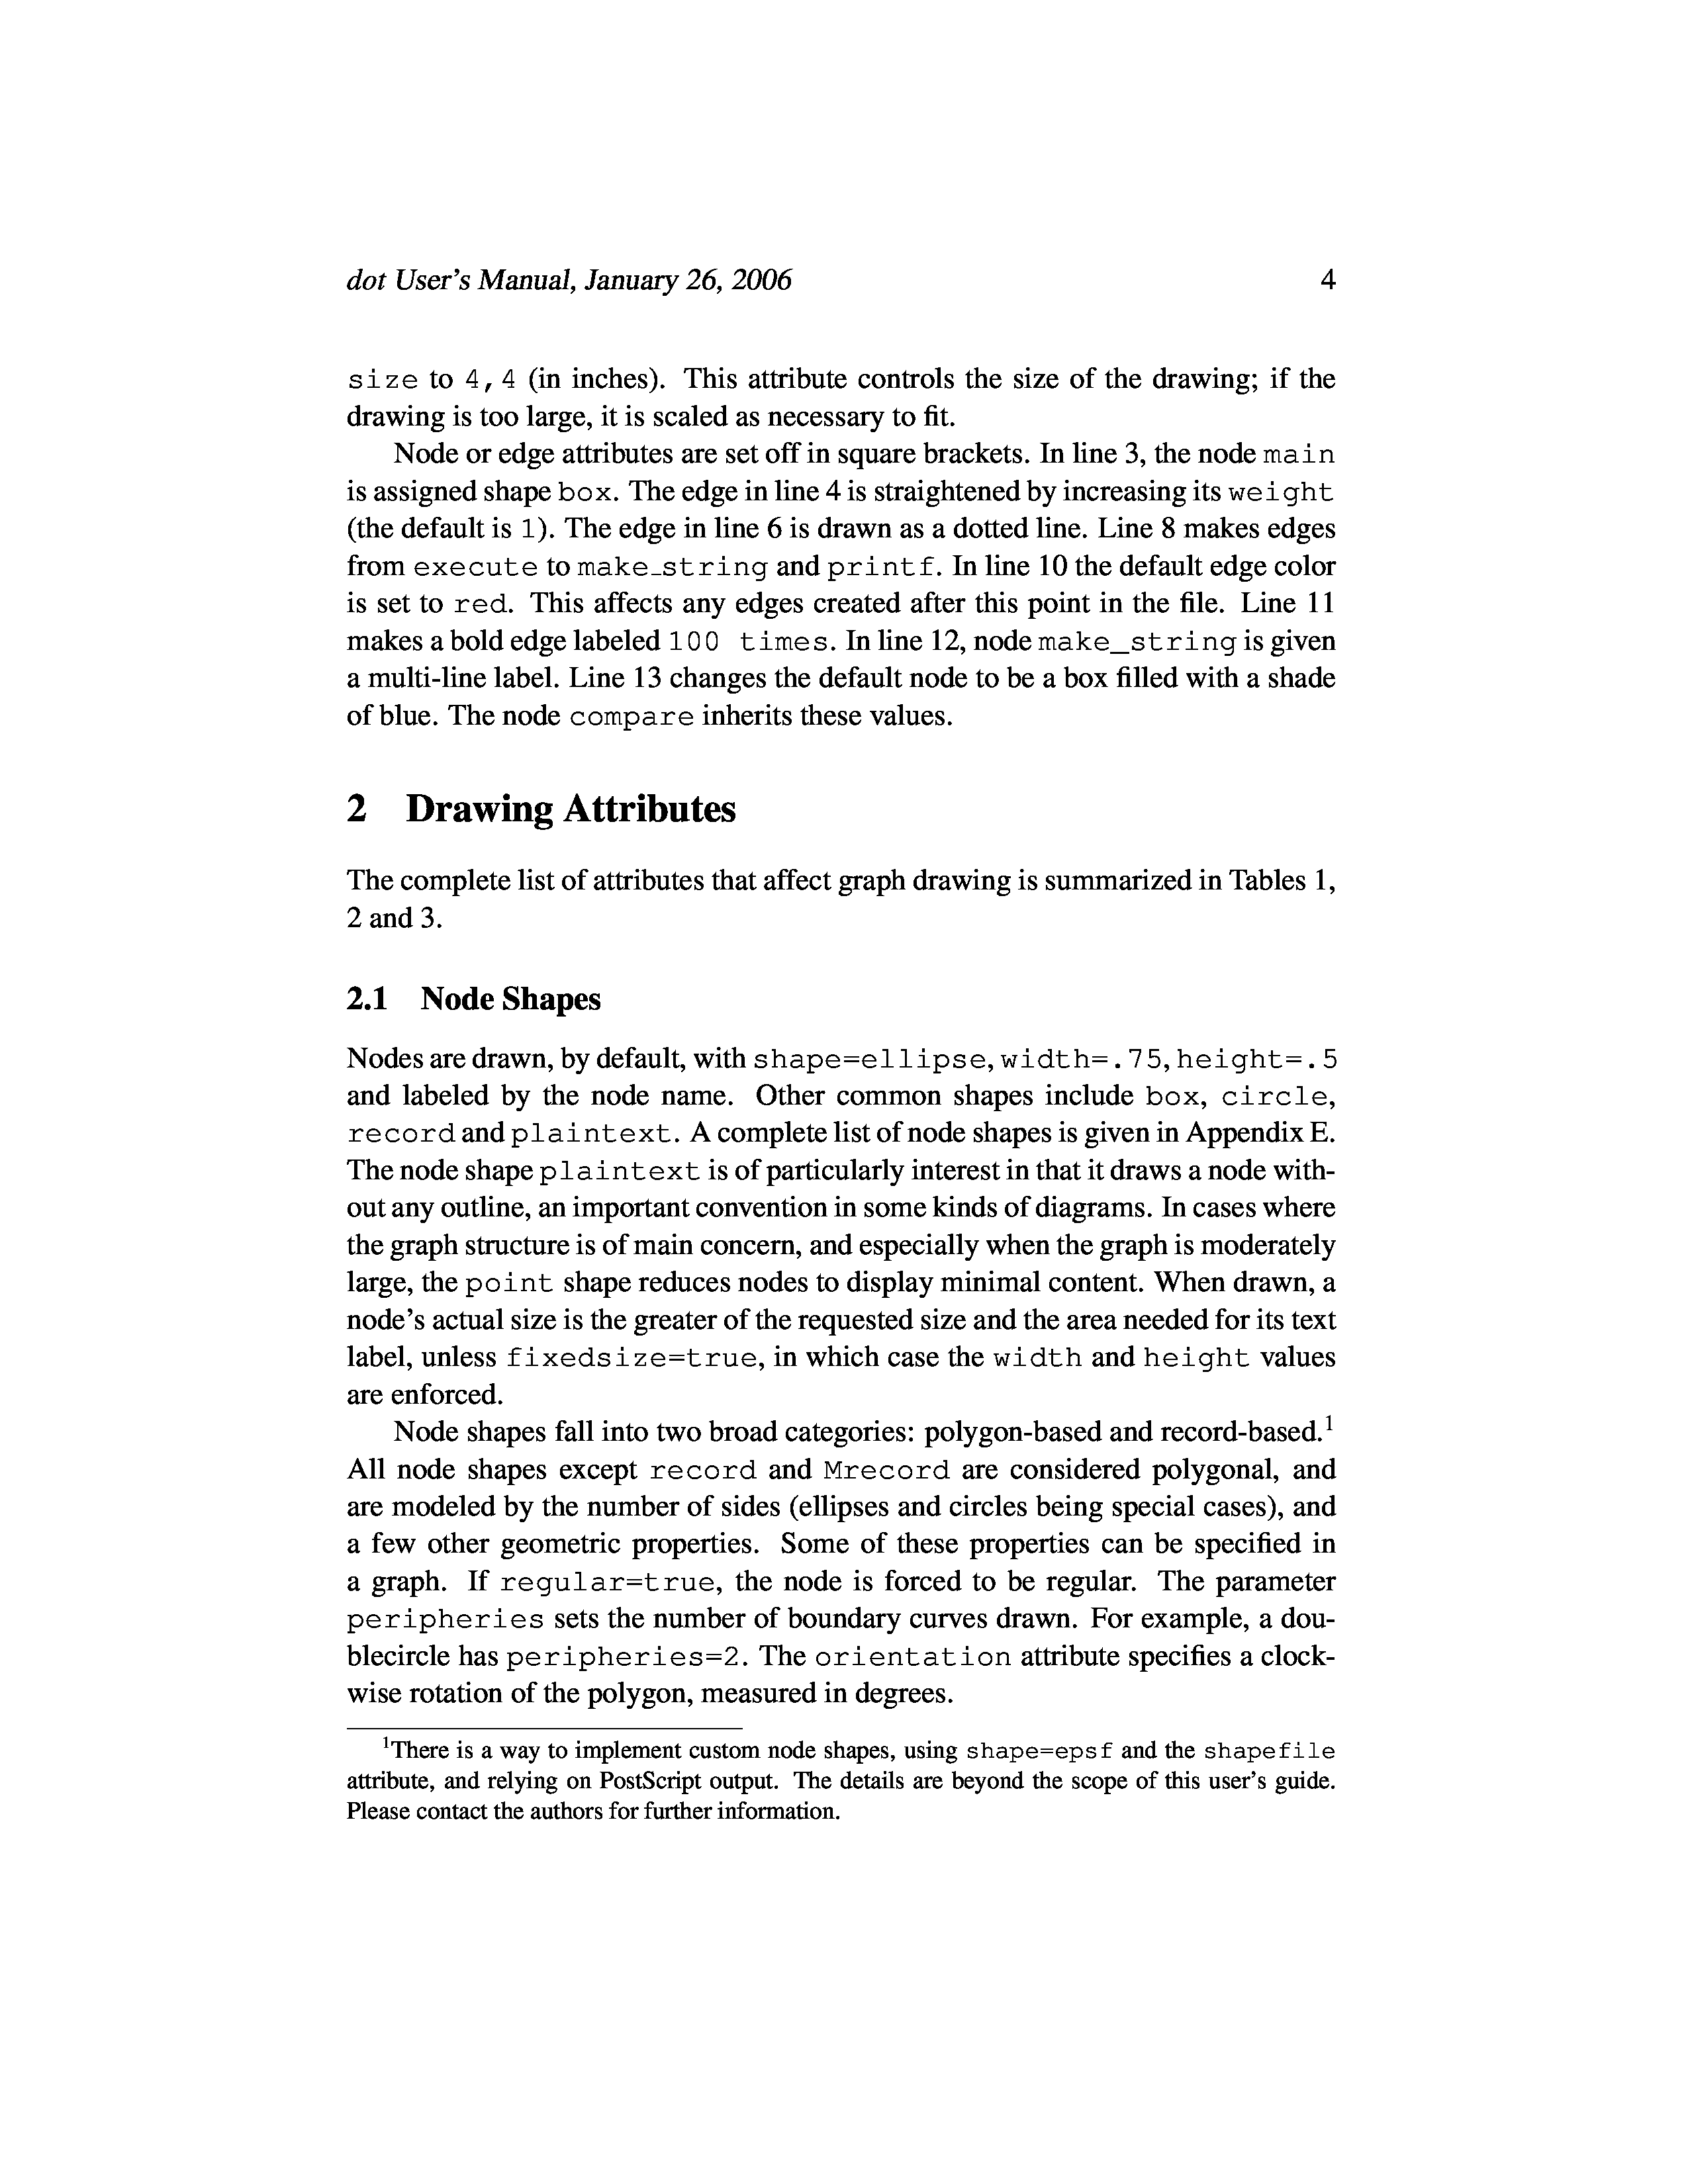 dot User's Manual, January 26, 2006 4
size to 4,4 (in inches). This attribute controls the size of the drawing; if the
drawing is too large, it is scaled as necessary to fit.
Node or edge attributes are set off in square brackets. In line 3, the node main
is assigned shape box. The edge in line 4 is straightened by increasing its weight
(the default is 1). The edge in line 6 is drawn as a dotted line. Line 8 makes edges
from execute to make_string and printf. In line 10 the default edge color
is set to red. This affects any edges created after this point in the file. Line 11
makes a bold edge labeled 100 times. In line 12, node make_string is given
a multi-line label. Line 13 changes the default node to be a box filled with a shade
of blue. The node compare inherits these values.
2 Drawing Attributes
The complete list of attributes that affect graph drawing is summarized in Tables 1,
2 and 3.
2.1 Node Shapes
Nodes are drawn, by default, with shape=ellipse, width=.75, height=.5
and labeled by the node name. Other common shapes include box, circle,
record and plaintext. A complete list of node shapes is given in Appendix E.
The node shape plaintext is of particularly interest in that it draws a node with-
out any outline, an important convention in some kinds of diagrams. In cases where
the graph structure is of main concern, and especially when the graph is moderately
large, the point shape reduces nodes to display minimal content. When drawn, a
node's actual size is the greater of the requested size and the area needed for its text
label, unless fixedsize=true, in which case the width and height values
are enforced.
Node shapes fall into two broad categories: polygon-based and record-based.¹
All node shapes except record and Mrecord are considered polygonal, and
are modeled by the number of sides (ellipses and circles being special cases), and
a few other geometric properties. Some of these properties can be specified in
a graph. If regular=true, the node is forced to be regular. The parameter
peripheries sets the number of boundary curves drawn. For example, a dou-
blecircle has peripheries=2. The orientation attribute specifies a clock-
wise rotation of the polygon, measured in degrees.
¹There is a way to implement custom node shapes, using shape=epsf and the shapefile
attribute, and relying on PostScript output. The details are beyond the scope of this user's guide.
Please contact the authors for further information.